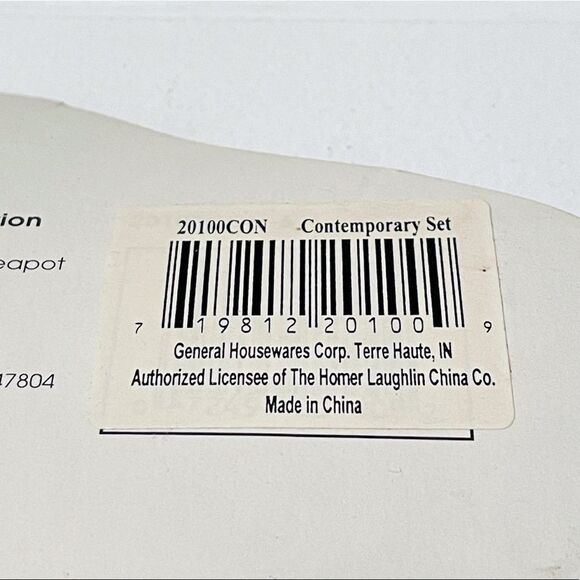 20100CON Contemporary Set
7 19812 20100 9
General Housewares Corp. Terre Haute, IN
Authorized Licensee of The Homer Laughlin China Co.
Made in China
eapot
47804